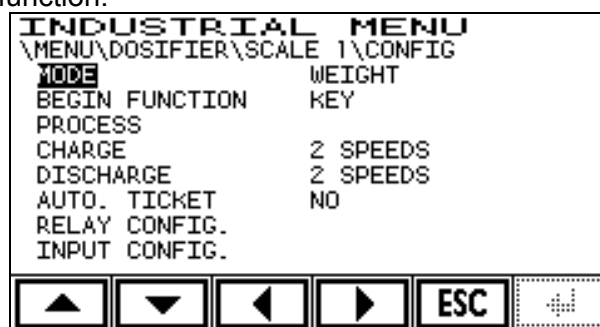 function.
INDUSTRIAL MENU
\MENU\DOSIFIER\SCALE 1\CONFIG
MODE WEIGHT
BEGIN FUNCTION KEY
PROCESS
CHARGE 2 SPEEDS
DISCHARGE 2 SPEEDS
AUTO. TICKET NO
RELAY CONFIG.
INPUT CONFIG.
ESC